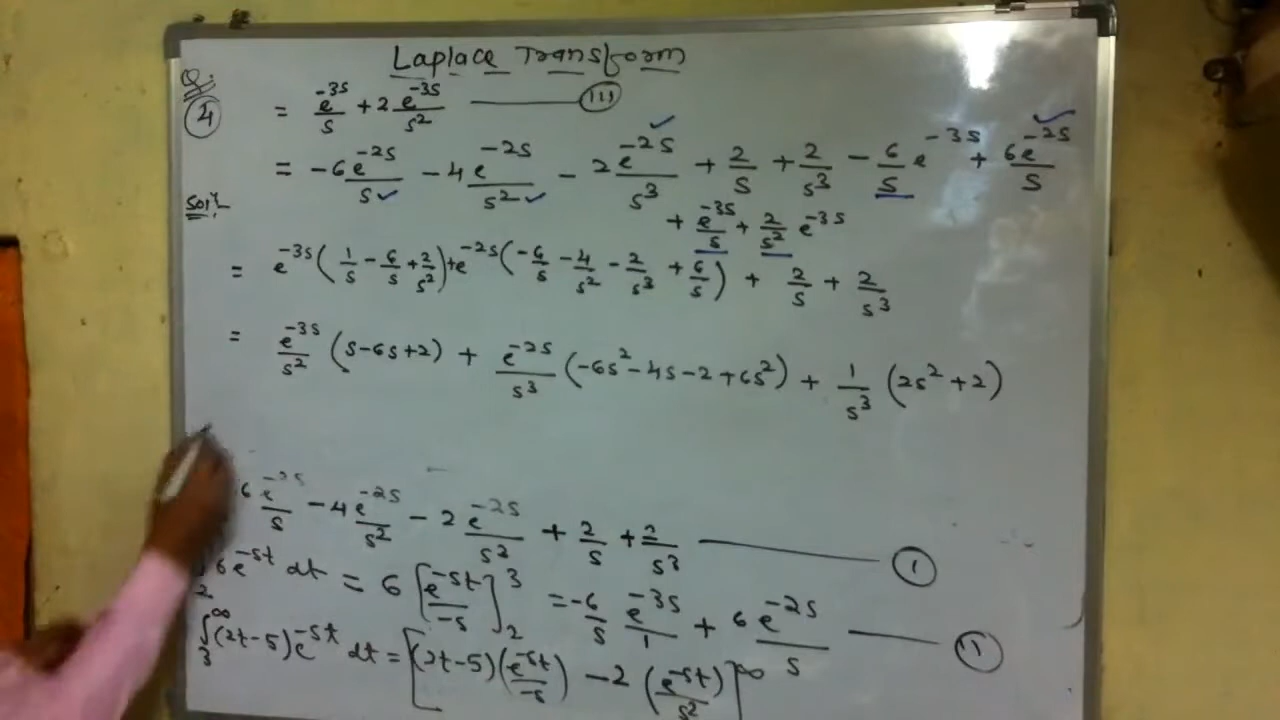 Laplace Transform
Q. 4 = e^-3s/s + 2 e^-3s/s^2 ——— (III)
= -6 e^-2s/s ✓ - 4 e^-2s/s^2 ✓ - 2 e^-2s/s^3 ✓ + 2/s + 2/s^3 - 6/s e^-3s + 6e^-2s/s ✓
+ e^-3s/s + 2/s^2 e^-3s
Sol^n
= e^-3s (1/s - 6/s + 2/s^2) + e^-2s (-6/s - 4/s^2 - 2/s^3 + 6/s) + 2/s + 2/s^3
= e^-3s/s^2 (s-6s+2) + e^-2s/s^3 (-6s^2-4s-2+6s^2) + 1/s^3 (2s^2+2)
6 e^-2s/s - 4 e^-2s/s^2 - 2 e^-2s/s^3 + 2/s + 2/s^3 ——— (I)
2 6e^-st dt = 6 [e^-st/-s]_2^3 = -6/s e^-3s/1 + 6 e^-2s/s ——— (II)
∫_3^∞ (2t-5) e^-st dt = [(2t-5)(e^-st/-s) - 2 (e^-st/s^2)]^∞